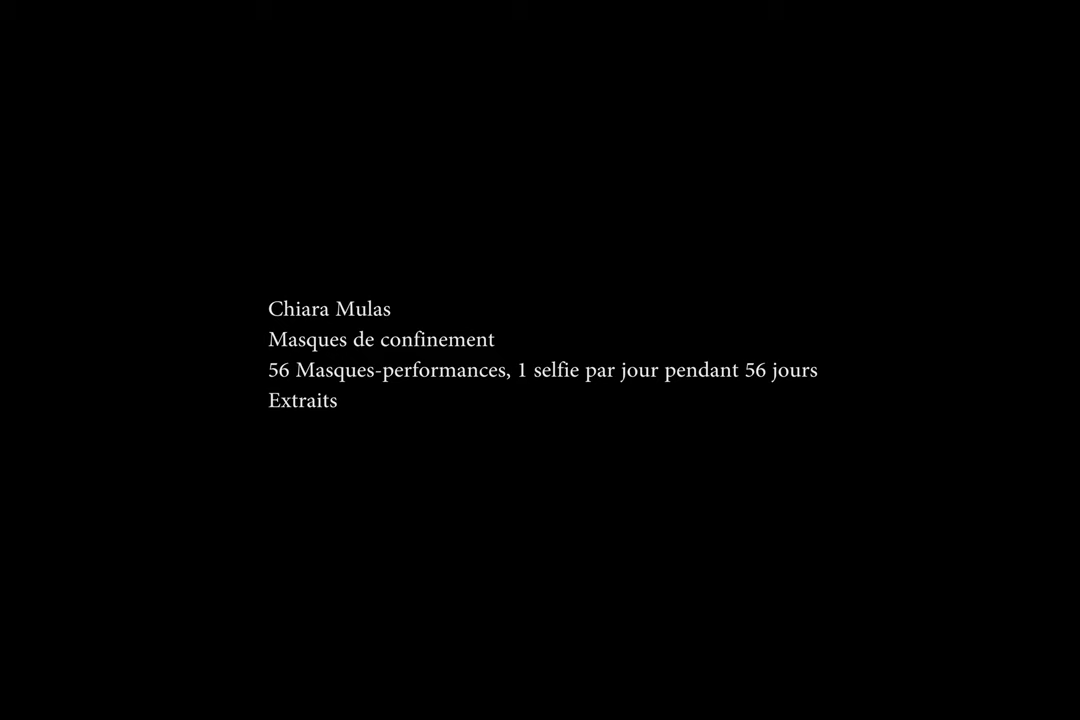 Chiara Mulas
Masques de confinement
56 Masques-performances, 1 selfie par jour pendant 56 jours
Extraits